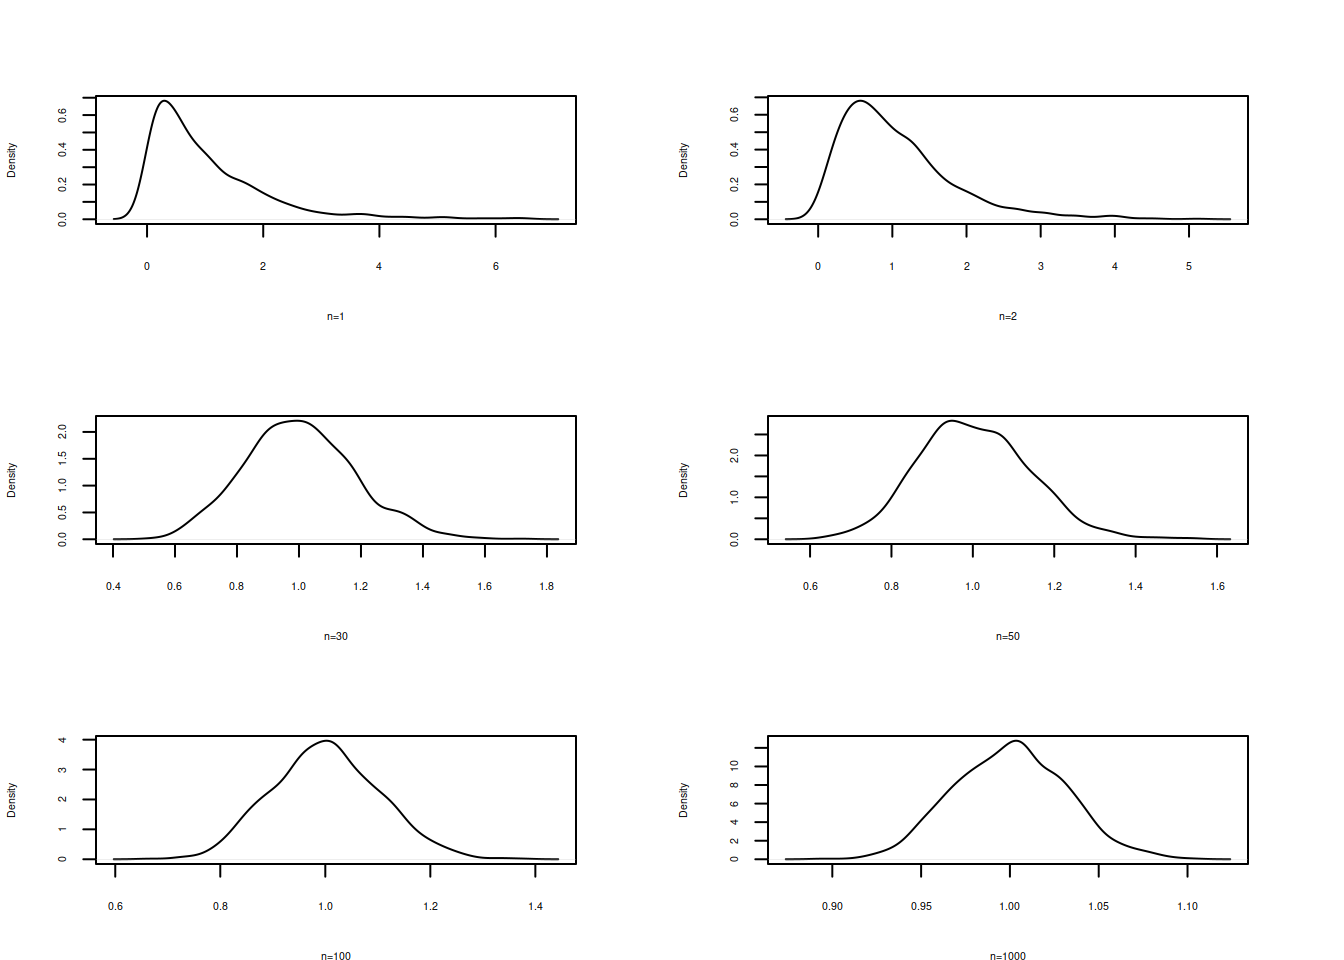 Density
0.0 0.2 0.4 0.6
0 2 4 6
n=1
Density
0.0 0.2 0.4 0.6
0 1 2 3 4 5
n=2
Density
0.0 0.5 1.0 1.5 2.0
0.4 0.6 0.8 1.0 1.2 1.4 1.6 1.8
n=30
Density
0.0 1.0 2.0
0.6 0.8 1.0 1.2 1.4 1.6
n=50
Density
0 1 2 3 4
0.6 0.8 1.0 1.2 1.4
n=100
Density
0 2 4 6 8 10
0.90 0.95 1.00 1.05 1.10
n=1000